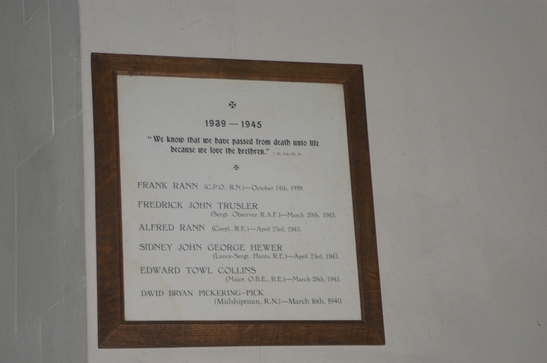 1939 — 1945
"We know that we have passed from death unto life
because we love the brethren."
FRANK RANN (C.P.O., R.N.)—October 14th, 1939.
FREDRICK JOHN TRUSLER
(Sergt. Observer R.A.F.)—March 20th, 1943.
ALFRED RANN (Corpl., R.E.)—April 23rd, 1943.
SIDNEY JOHN GEORGE HEWER
(Lance-Sergt., Hants R.E.)—April 23rd, 1943.
EDWARD TOWL COLLINS
(Major, O.B.E., R.E.)—March 28th, 1945.
DAVID BRYAN PICKERING-PICK
(Midshipman, R.N.)—March 16th, 1940.